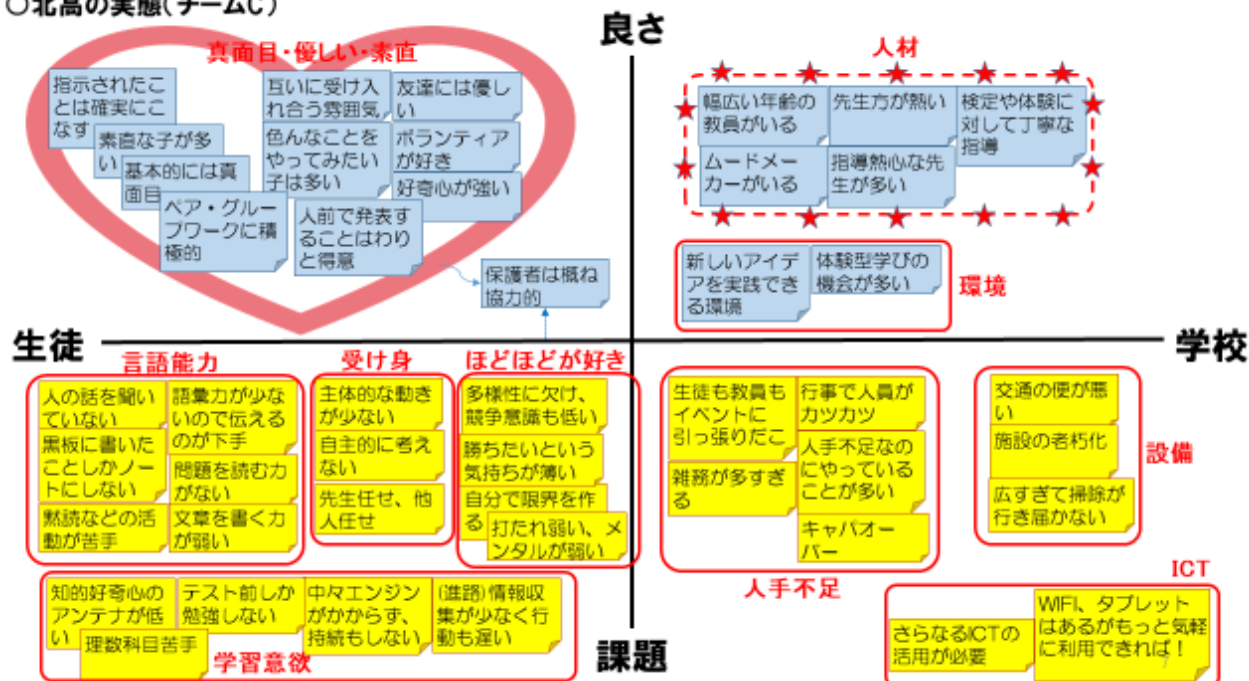 ○北高の実態(チームC)
良さ
真面目・優しい・素直
指示されたこ
とは確実にこ
なす
素直な子が多
い
基本的には真
面目
ペア・グルー
プワークに積
極的
互いに受け入
れ合う雰囲気
色んなことを
やってみたい
子は多い
人前で発表す
ることはわり
と得意
友達には優し
い
ボランティア
が好き
好奇心が強い
保護者は概ね
協力的
人材
幅広い年齢の
教員がいる
先生方が熱い
検定や体験に
対して丁寧な
指導
ムードメー
カーがいる
指導熱心な先
生が多い
新しいアイデ
アを実践でき
る環境
体験型学びの
機会が多い
環境
生徒
学校
言語能力
人の話を聞い
ていない
語彙力が少な
いので伝える
のが下手
黒板に書いた
ことしかノー
トにしない
問題を読む力
がない
黙読などの活
動が苦手
文章を書く力
が弱い
受け身
主体的な動き
が少ない
自主的に考え
ない
先生任せ、他
人任せ
ほどほどが好き
多様性に欠け、
競争意識も低い
勝ちたいという
気持ちが薄い
自分で限界を作
る
打たれ弱い、メ
ンタルが弱い
知的好奇心の
アンテナが低
い
理数科目苦手
テスト前しか
勉強しない
中々エンジン
がかからず、
持続もしない
(進路)情報収
集が少なく行
動も遅い
学習意欲
課題
生徒も教員も
イベントに
引っ張りだこ
行事で人員が
カツカツ
雑務が多すぎ
る
人手不足なの
にやっている
ことが多い
キャパオー
バー
人手不足
交通の便が悪
い
施設の老朽化
広すぎて掃除が
行き届かない
設備
ICT
さらなるICTの
活用が必要
WIFI、タブレット
はあるがもっと気軽
に利用できれば！
7